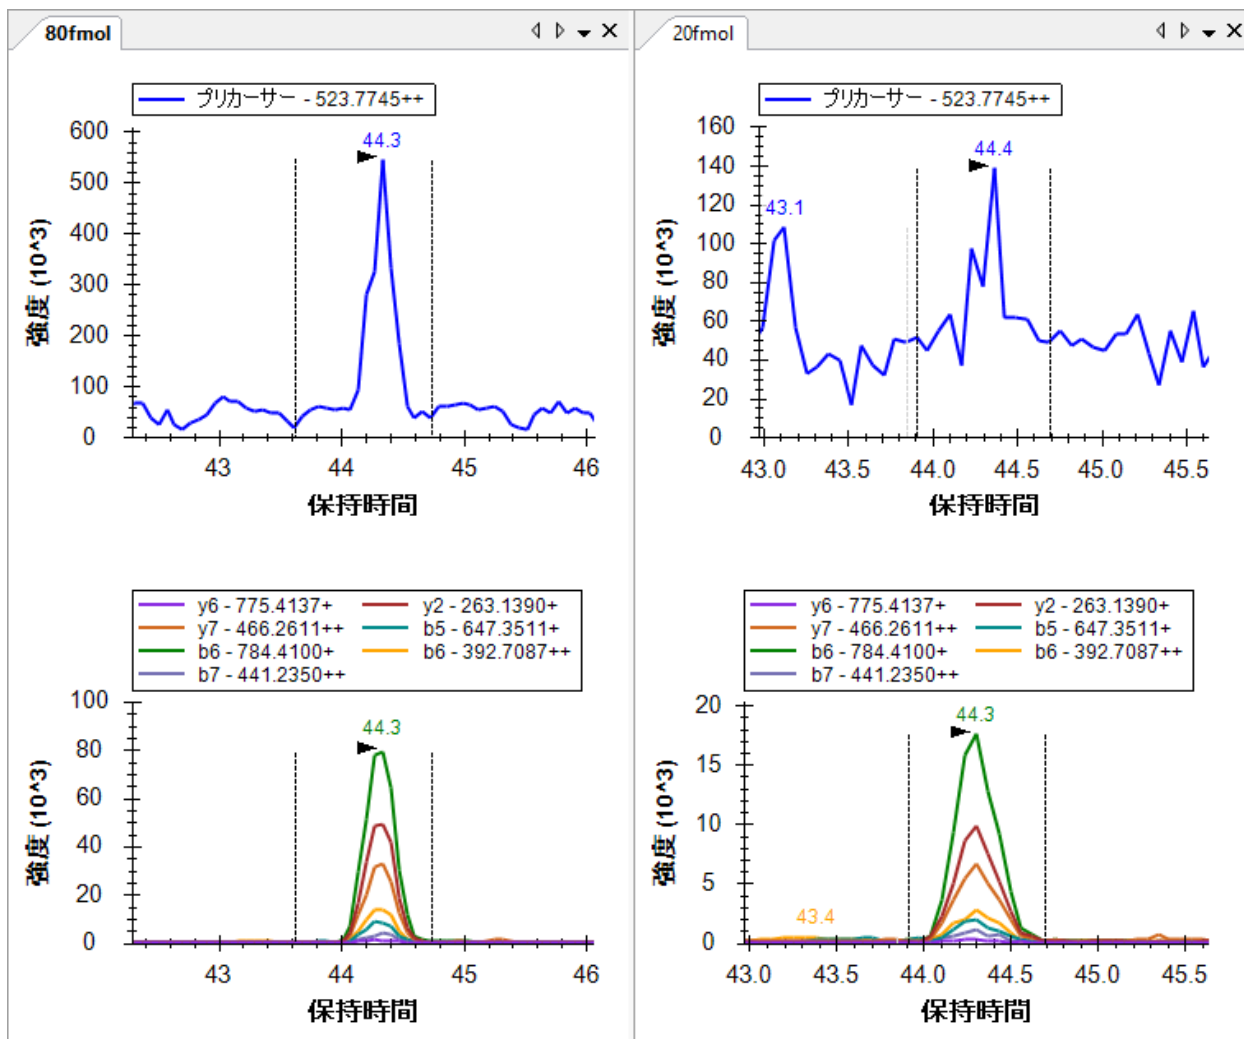 80fmol
プリカーサー - 523.7745++
600
500
400
300
200
100
0
44.3
43
44
45
46
強度 (10^3)
保持時間
y6 - 775.4137+
y2 - 263.1390+
y7 - 466.2611++
b5 - 647.3511+
b6 - 784.4100+
b6 - 392.7087++
b7 - 441.2350++
100
80
60
40
20
0
44.3
43
44
45
46
強度 (10^3)
保持時間
20fmol
プリカーサー - 523.7745++
160
140
120
100
80
60
40
20
0
43.1
44.4
43.0
43.5
44.0
44.5
45.0
45.5
強度 (10^3)
保持時間
y6 - 775.4137+
y2 - 263.1390+
y7 - 466.2611++
b5 - 647.3511+
b6 - 784.4100+
b6 - 392.7087++
b7 - 441.2350++
20
15
10
5
0
44.3
43.4
43.0
43.5
44.0
44.5
45.0
45.5
強度 (10^3)
保持時間